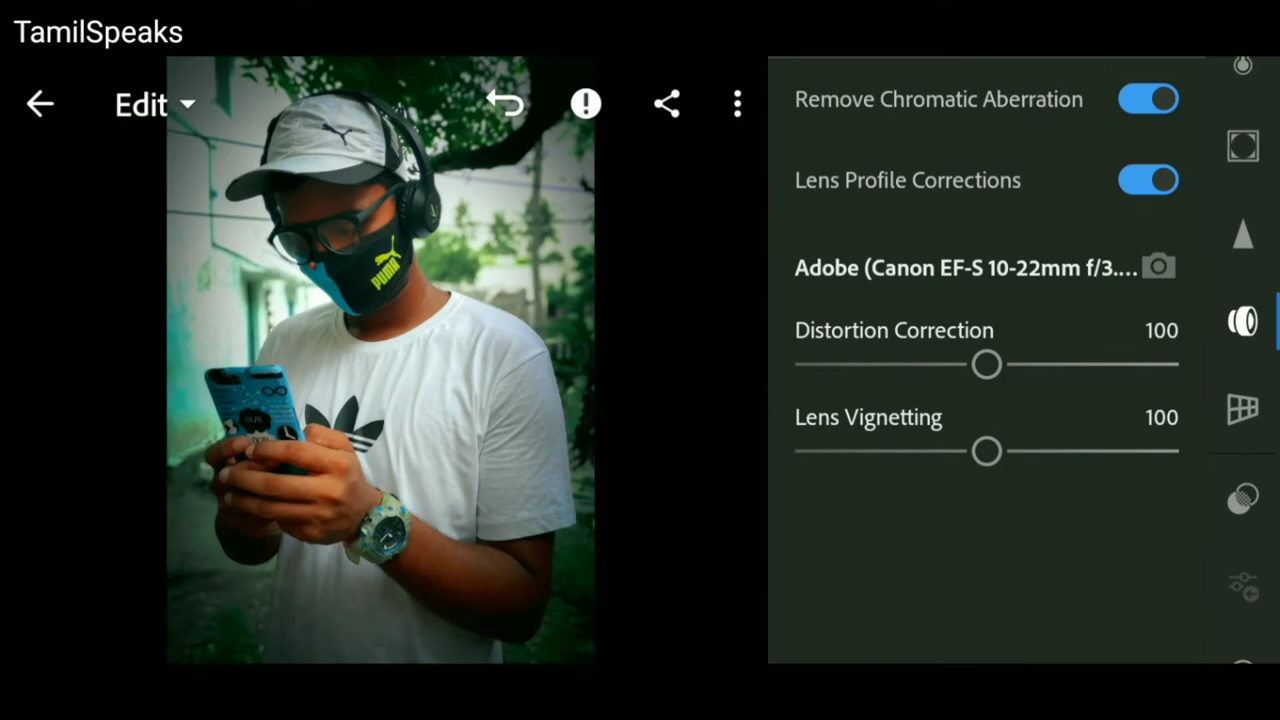 TamilSpeaks
Edit
Remove Chromatic Aberration
Lens Profile Corrections
Adobe (Canon EF-S 10-22mm f/3....
Distortion Correction 100
Lens Vignetting 100
PUMA